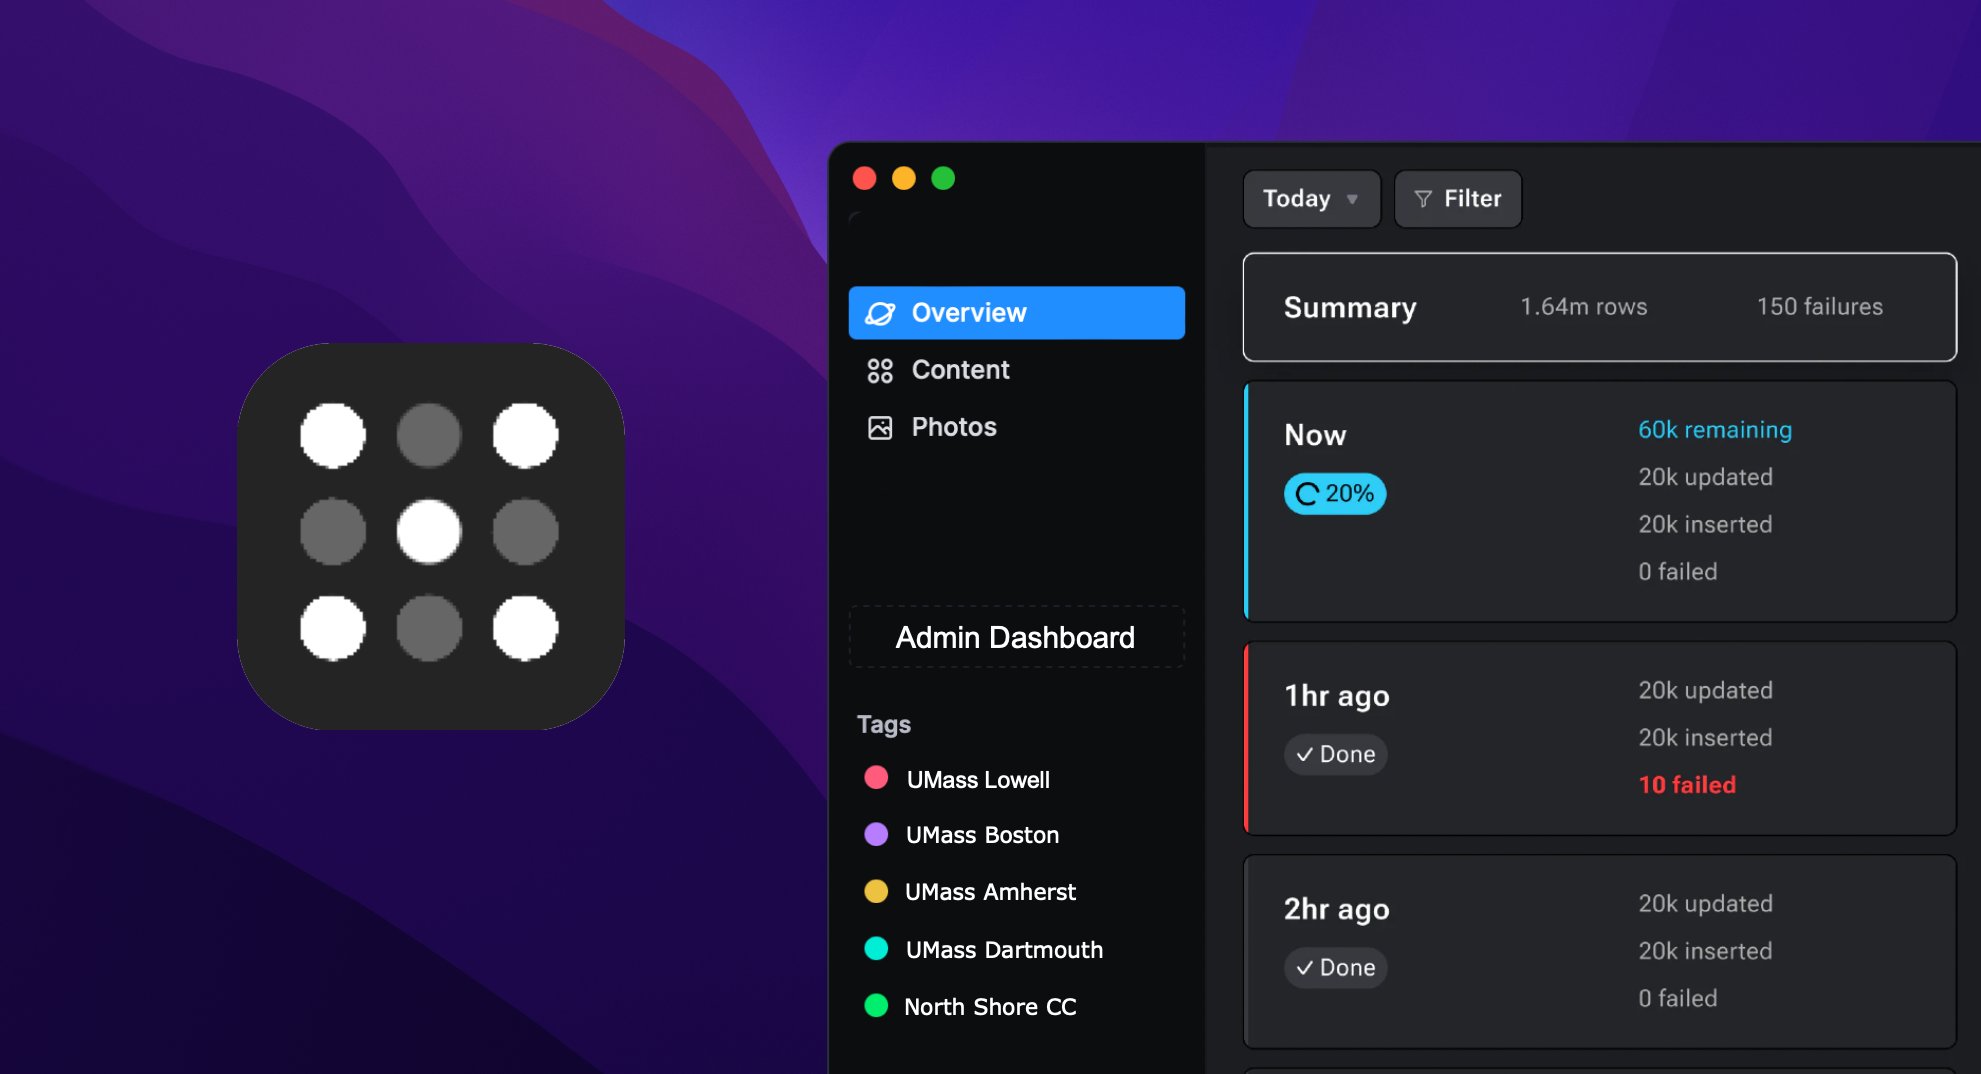 Overview
Content
Photos
Admin Dashboard
Tags
UMass Lowell
UMass Boston
UMass Amherst
UMass Dartmouth
North Shore CC
Today
Filter
Summary
1.64m rows
150 failures
Now
20%
60k remaining
20k updated
20k inserted
0 failed
1hr ago
Done
20k updated
20k inserted
10 failed
2hr ago
Done
20k updated
20k inserted
0 failed